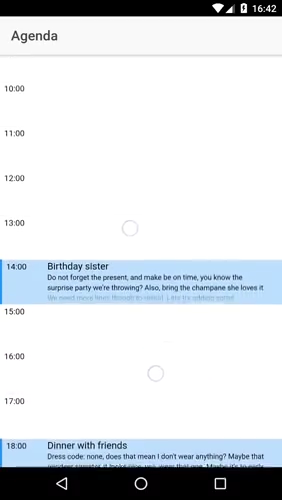 16:42
Agenda
10:00
11:00
12:00
13:00
14:00 Birthday sister
Do not forget the present, and make be on time, you know the
surprise party we're throwing? Also, bring the champane she loves it
15:00
16:00
17:00
18:00 Dinner with friends
Dress code: none, does that mean I don't wear anything? Maybe that